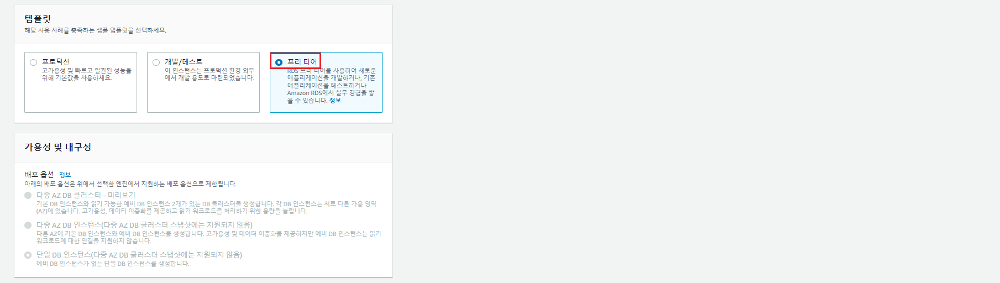 템플릿
해당 사용 사례를 충족하는 샘플 템플릿을 선택하세요.
프로덕션
고가용성 및 빠르고 일관된 성능을
위해 기본값을 사용하세요.
개발/테스트
이 인스턴스는 프로덕션 환경 외부
에서 개발 용도로 마련되었습니다.
프리 티어
RDS 프리 티어를 사용하여 새로운
애플리케이션을 개발하거나, 기존
애플리케이션을 테스트하거나
Amazon RDS에서 실무 경험을 쌓
을 수 있습니다. 정보
가용성 및 내구성
배포 옵션 정보
아래의 배포 옵션은 위에서 선택한 엔진에서 지원하는 배포 옵션으로 제한됩니다.
다중 AZ DB 클러스터 - 미리보기
기본 DB 인스턴스와 읽기 가능한 예비 DB 인스턴스 2개가 있는 DB 클러스터를 생성합니다. 각 DB 인스턴스는 서로 다른 가용 영역
(AZ)에 있습니다. 고가용성, 데이터 이중화를 제공하고 읽기 워크로드를 처리하기 위한 용량을 늘립니다.
다중 AZ DB 인스턴스(다중 AZ DB 클러스터 스냅샷에는 지원되지 않음)
다른 AZ에 기본 DB 인스턴스와 예비 DB 인스턴스를 생성합니다. 고가용성 및 데이터 이중화를 제공하지만 예비 DB 인스턴스는 읽기
워크로드에 대한 연결을 지원하지 않습니다.
단일 DB 인스턴스(다중 AZ DB 클러스터 스냅샷에는 지원되지 않음)
예비 DB 인스턴스가 없는 단일 DB 인스턴스를 생성합니다.